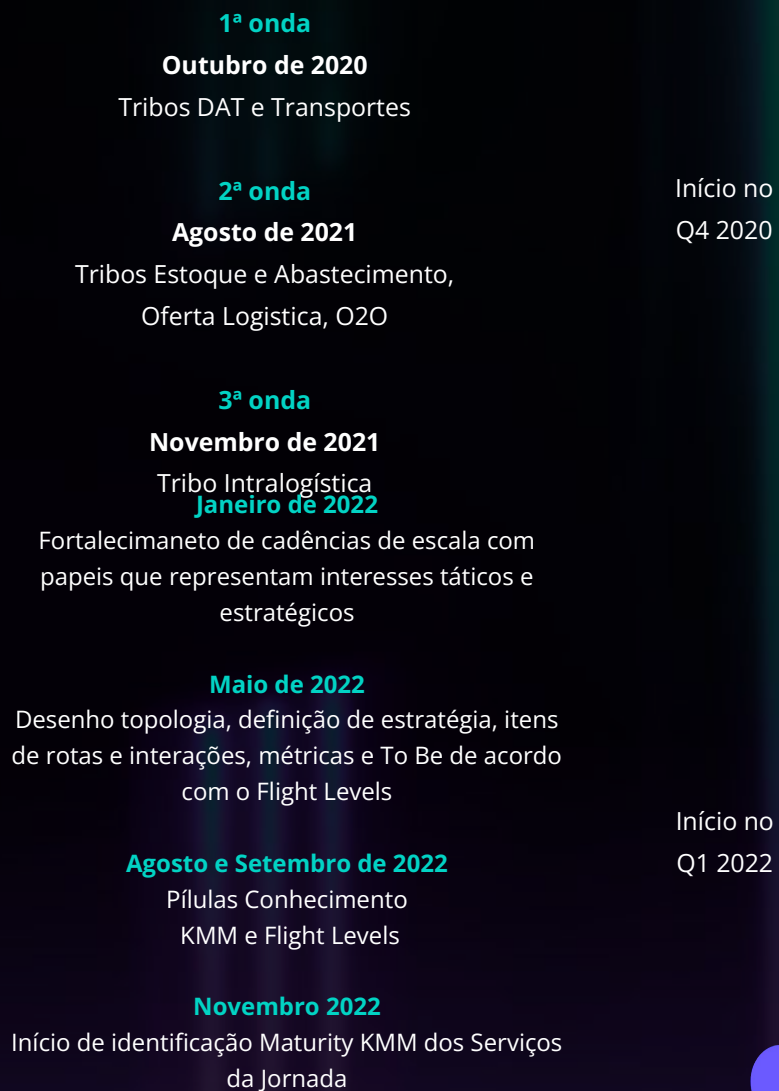 1ª onda
Outubro de 2020
Tribos DAT e Transportes
2ª onda
Agosto de 2021
Tribos Estoque e Abastecimento,
Oferta Logistica, O2O
Início no
Q4 2020
3ª onda
Novembro de 2021
Tribo Intralogística
Janeiro de 2022
Fortalecimaneto de cadências de escala com
papeis que representam interesses táticos e
estratégicos
Maio de 2022
Desenho topologia, definição de estratégia, itens
de rotas e interações, métricas e To Be de acordo
com o Flight Levels
Agosto e Setembro de 2022
Pílulas Conhecimento
KMM e Flight Levels
Início no
Q1 2022
Novembro 2022
Início de identificação Maturity KMM dos Serviços
da Jornada